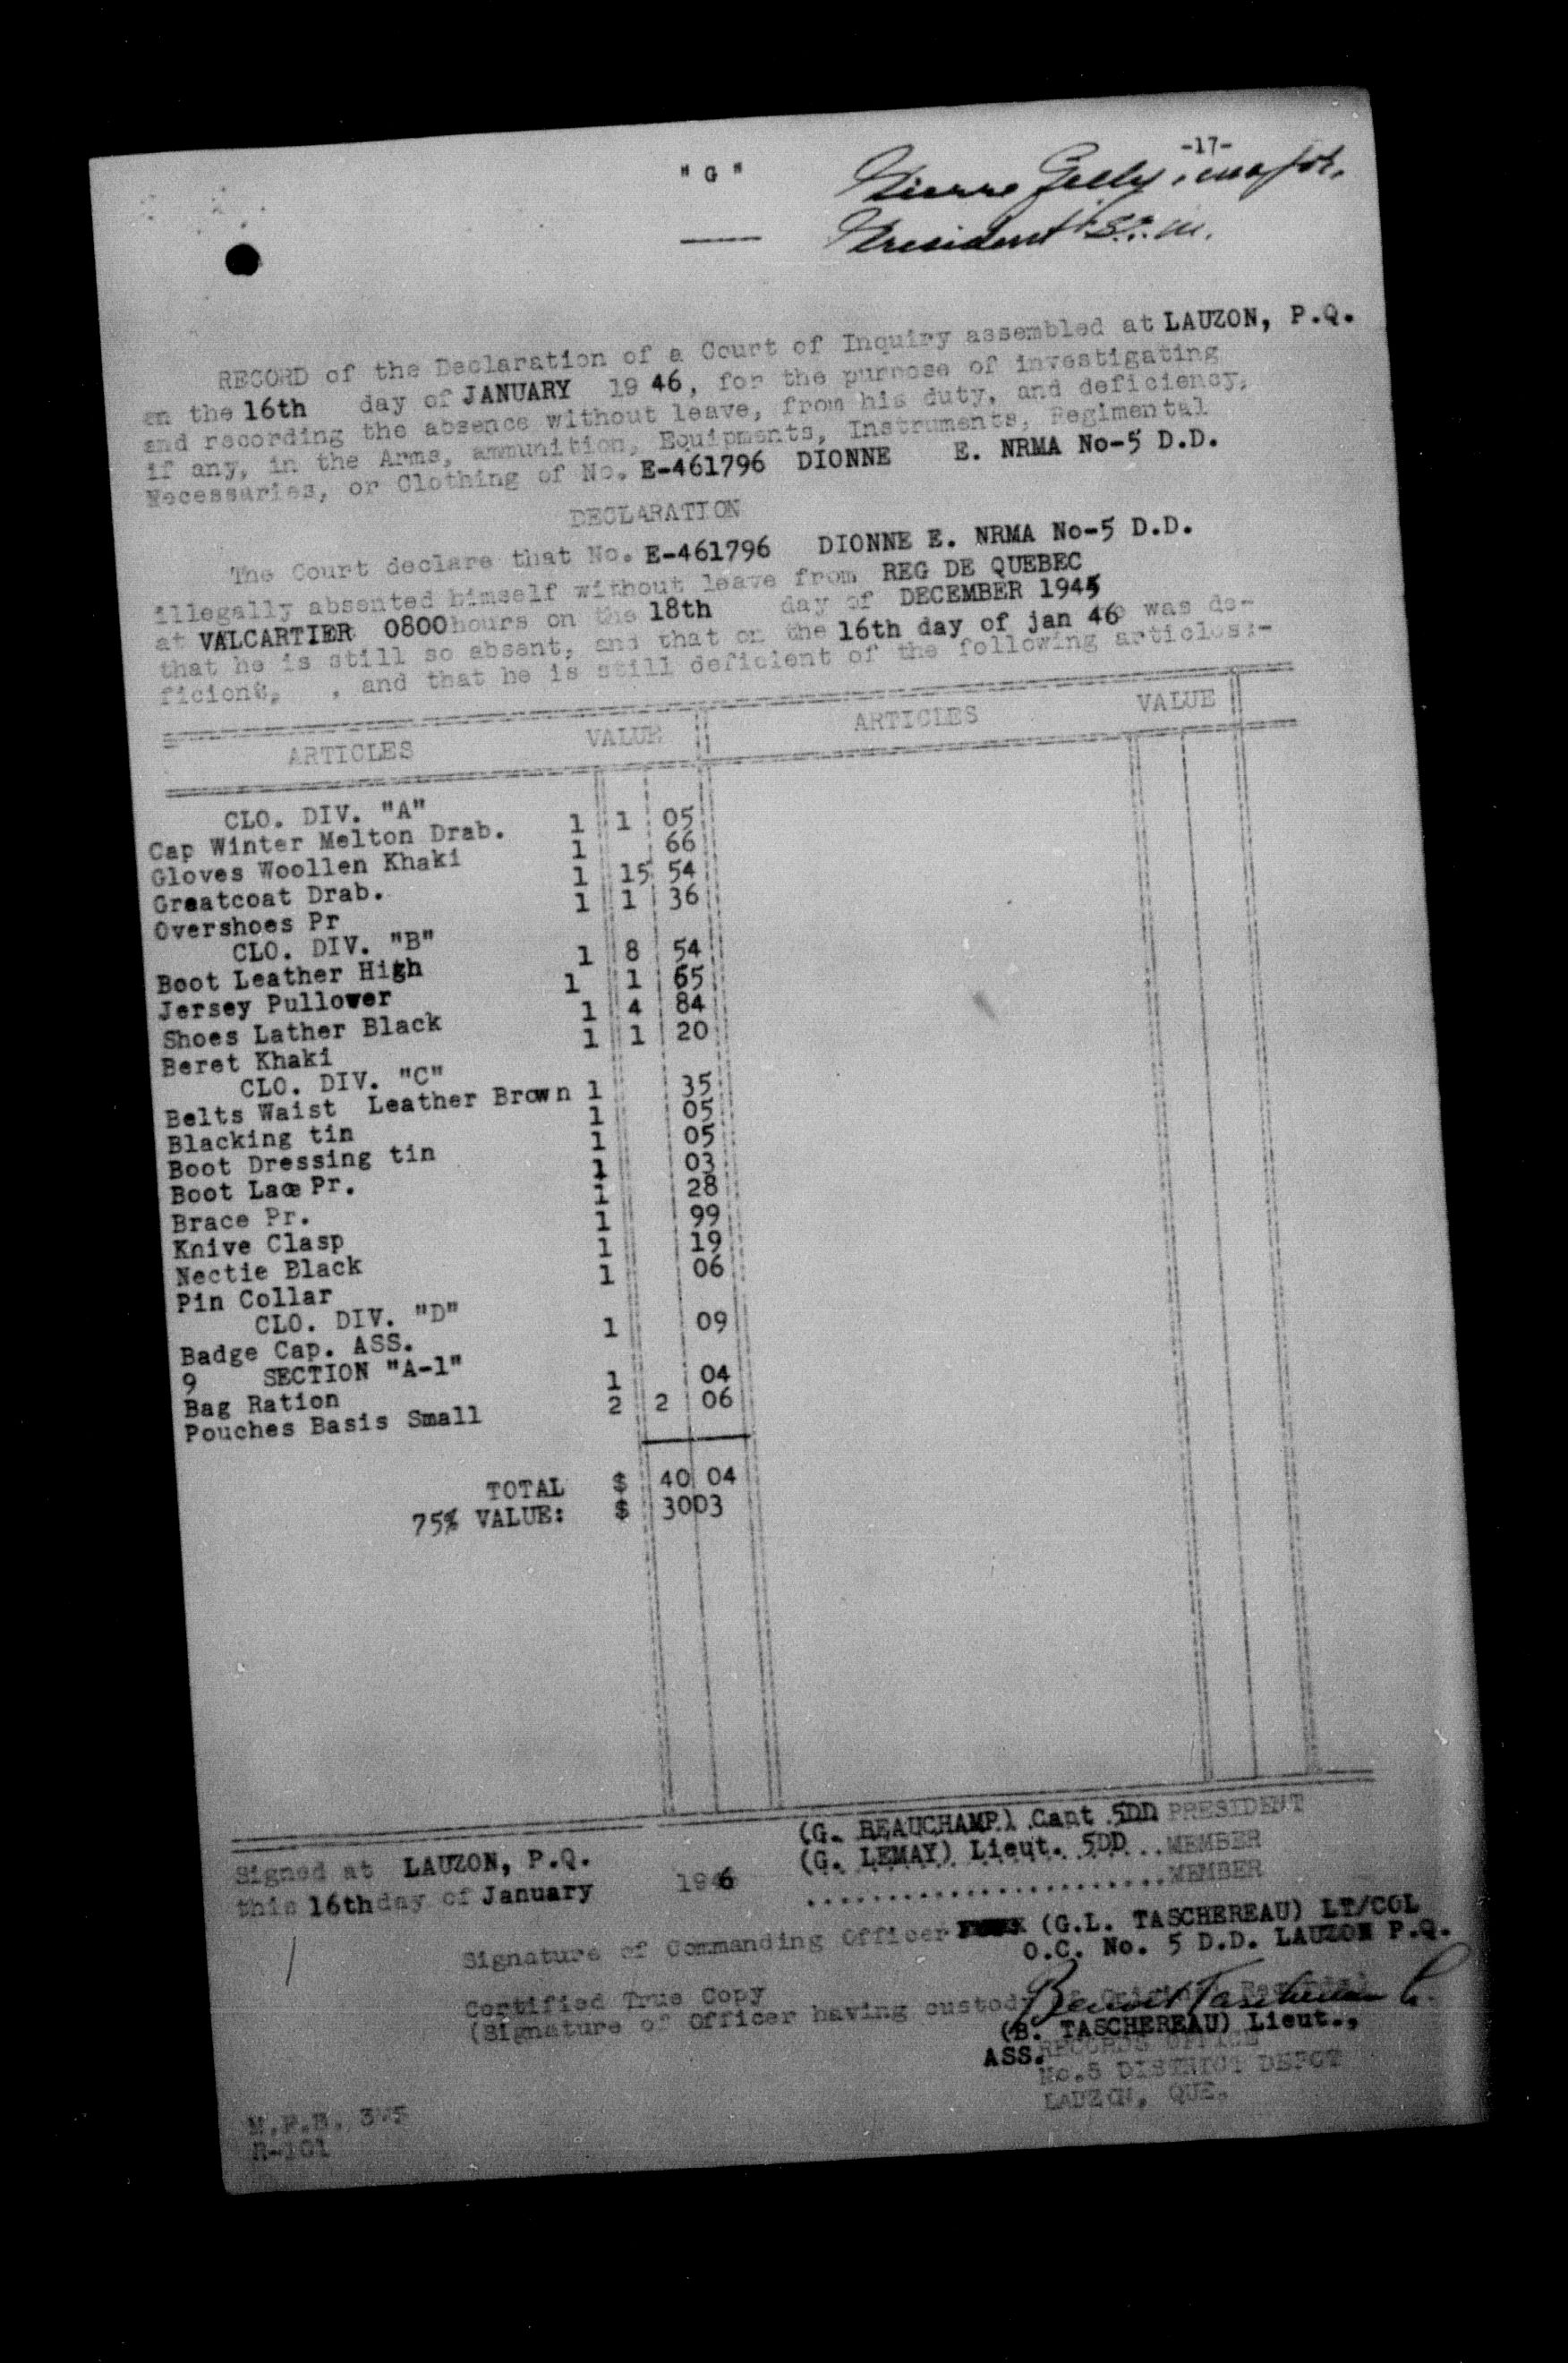 -17-
"G"
Pierre Gelly, major.
President
RECORD of the Declaration of a Court of Inquiry assembled at LAUZON, P.Q.
on the 16th day of JANUARY 19 46, for the purpose of investigating
and recording the absence without leave, from his duty, and deficiency,
if any, in the Arms, ammunition, Equipments, Instruments, Regimental
Necessaries, or Clothing of No. E-461796 DIONNE E. NRMA No-5 D.D.
DECLARATION
The Court declare that No. E-461796 DIONNE E. NRMA No-5 D.D.
illegally absented himself without leave from REG DE QUEBEC
at VALCARTIER 0800 hours on the 18th day of DECEMBER 1945
that he is still so absent, and that on the 16th day of jan 46 was de-
ficient, , and that he is still deficient of the following articles:-
ARTICLES VALUE ARTICLES VALUE
CLO. DIV. "A"
Cap Winter Melton Drab. 1 1 05
Gloves Woollen Khaki 1 66
Greatcoat Drab. 1 15 54
Overshoes Pr 1 1 36
CLO. DIV. "B"
Boot Leather High 1 8 54
Jersey Pullover 1 1 65
Shoes Lather Black 1 4 84
Beret Khaki 1 1 20
CLO. DIV. "C"
Belts Waist Leather Brown 1 35
Blacking tin 1 05
Boot Dressing tin 1 05
Boot Lace Pr. 1 03
Brace Pr. 1 28
Knive Clasp 1 99
Nectie Black 1 19
Pin Collar 1 06
CLO. DIV. "D"
Badge Cap. ASS. 1 09
9 SECTION "A-1"
Bag Ration 1 04
Pouches Basis Small 2 2 06
TOTAL $ 40 04
75% VALUE: $ 30 03
(G. BEAUCHAMP) Capt 5DD PRESIDENT
Signed at LAUZON, P.Q. (G. LEMAY) Lieut. 5DD...MEMBER
this 16th day of January 1946 ........................MEMBER
Signature of Commanding Officer (G.L. TASCHEREAU) LT/COL
O.C. No. 5 D.D. LAUZON P.Q.
Certified True Copy
(Signature of Officer having custody Benoit Taschereau Lt.
(B. TASCHEREAU) Lieut.,
ASS. RECORDS OFFICE
No.5 DISTRICT DEPOT
LAUZON, QUE.
R-101